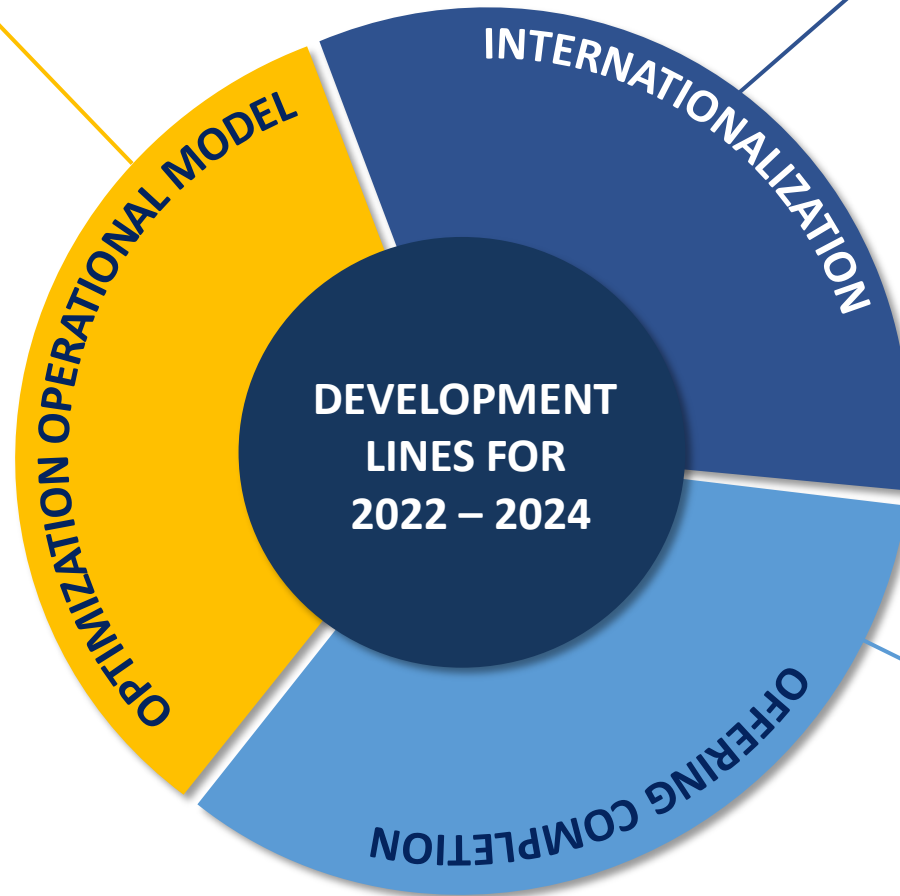 INTERNATIONALIZATION
OPTIMIZATION OPERATIONAL MODEL
DEVELOPMENT
LINES FOR
2022 – 2024
OFFERING COMPLETION